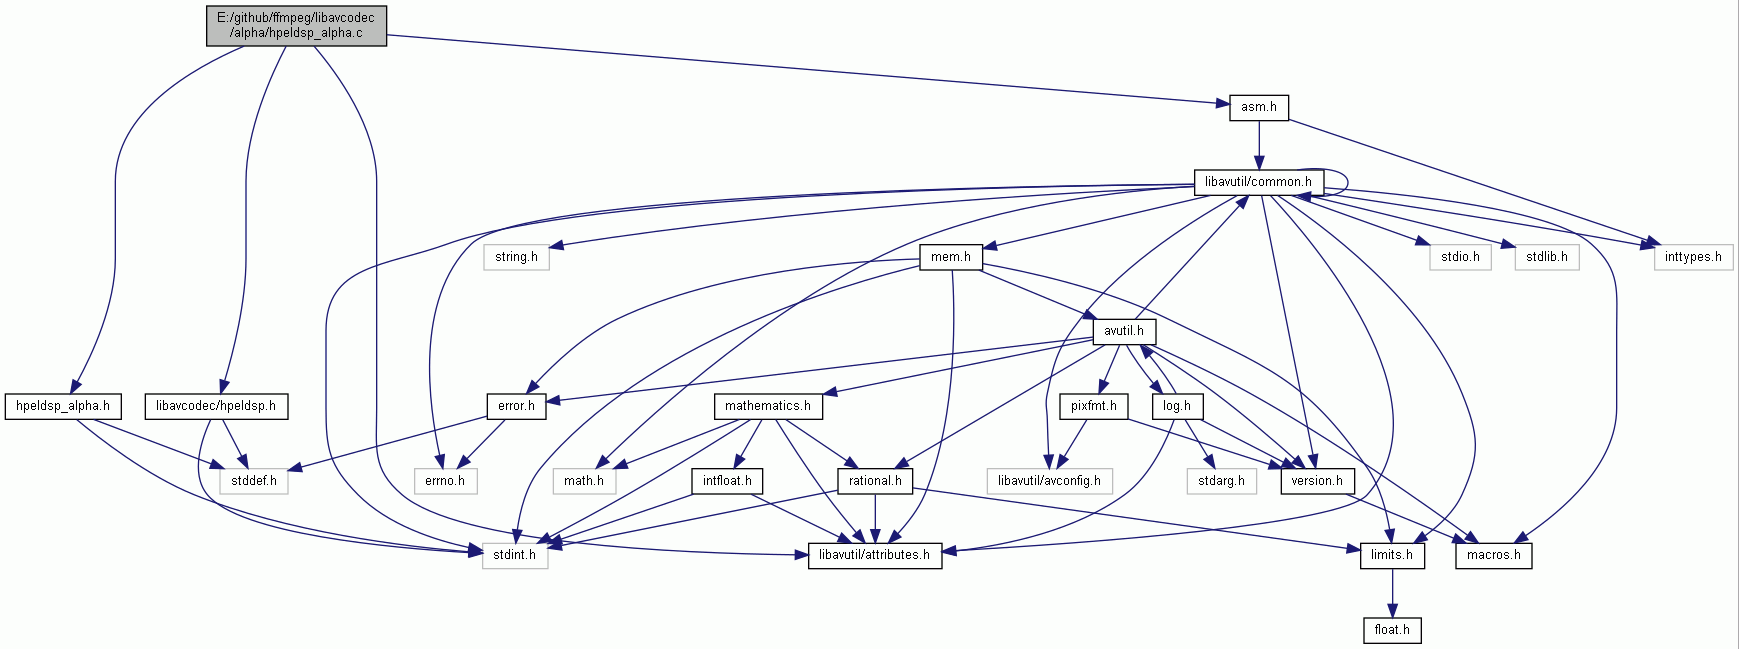 E:/github/ffmpeg/libavcodec
/alpha/hpeldsp_alpha.c
asm.h
libavutil/common.h
string.h
mem.h
stdio.h
stdlib.h
inttypes.h
avutil.h
hpeldsp_alpha.h
libavcodec/hpeldsp.h
error.h
mathematics.h
pixfmt.h
log.h
stddef.h
errno.h
math.h
intfloat.h
rational.h
libavutil/avconfig.h
stdarg.h
version.h
stdint.h
libavutil/attributes.h
limits.h
macros.h
float.h